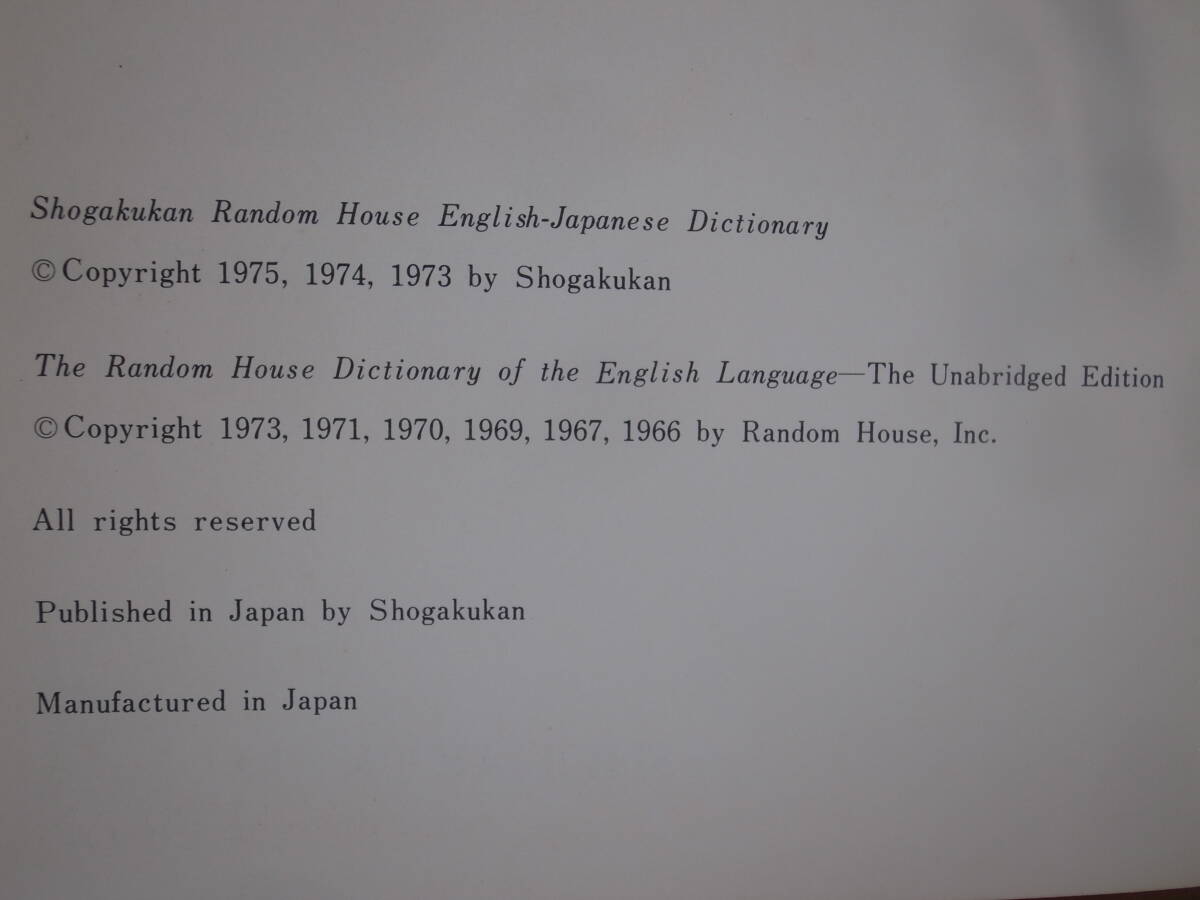 Shogakukan Random House English-Japanese Dictionary
©Copyright 1975, 1974, 1973 by Shogakukan
The Random House Dictionary of the English Language—The Unabridged Edition
©Copyright 1973, 1971, 1970, 1969, 1967, 1966 by Random House, Inc.
All rights reserved
Published in Japan by Shogakukan
Manufactured in Japan